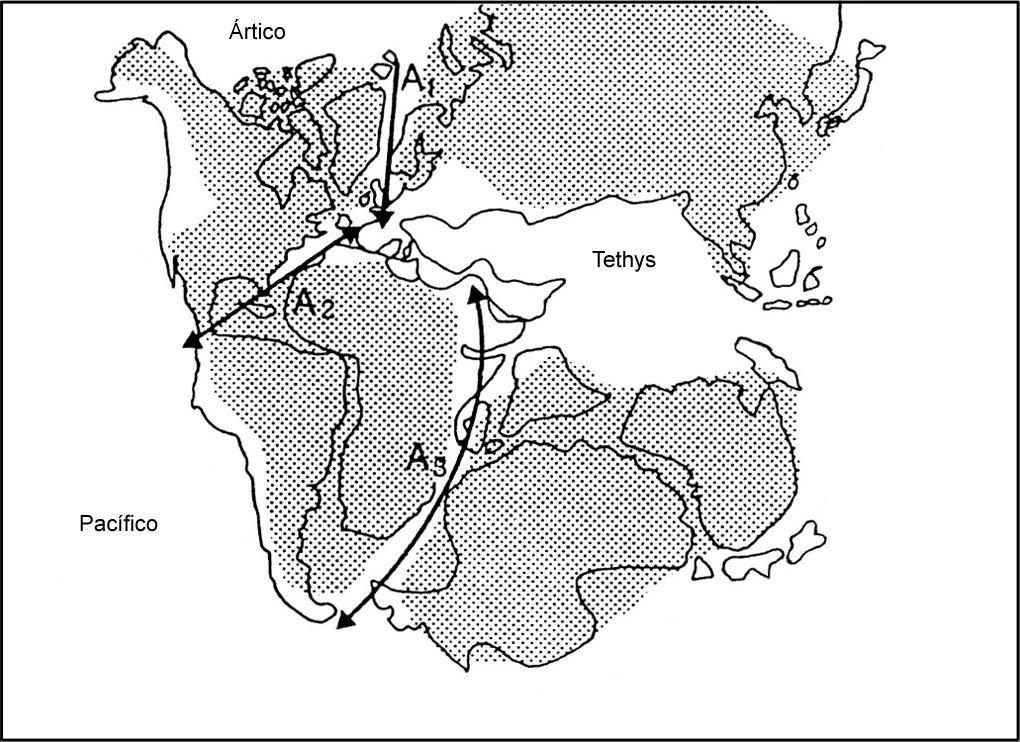 Ártico
A1
Tethys
A2
A3
Pacífico